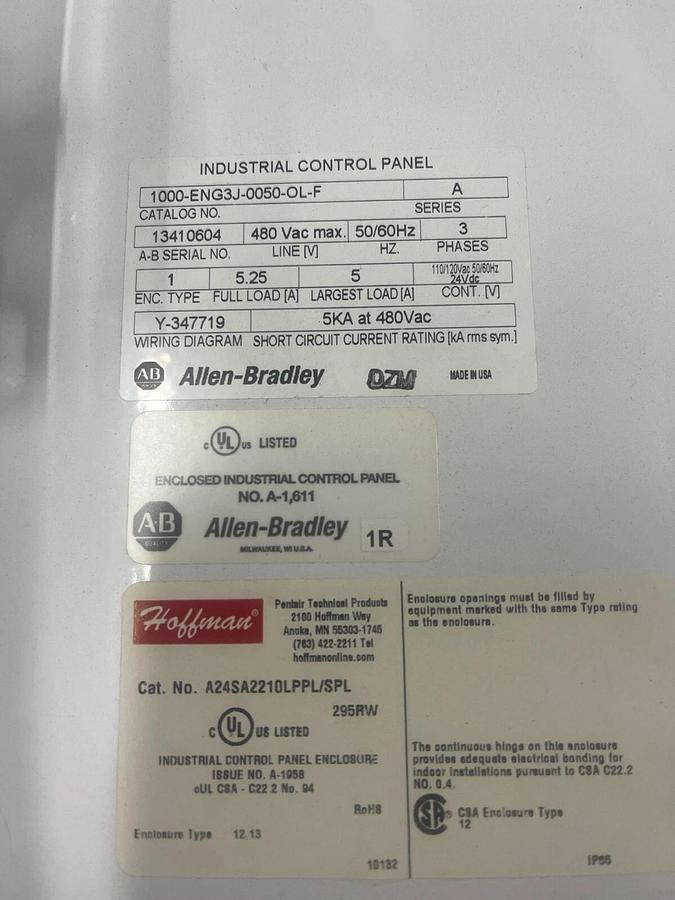 INDUSTRIAL CONTROL PANEL
1000-ENG3J-0050-OL-F A
CATALOG NO. SERIES
13410604 480 Vac max. 50/60Hz 3
A-B SERIAL NO. LINE [V] HZ. PHASES
1 5.25 5 110/120Vac 50/60Hz
24Vdc
ENC. TYPE FULL LOAD [A] LARGEST LOAD [A] CONT. [V]
Y-347719 5KA at 480Vac
WIRING DIAGRAM SHORT CIRCUIT CURRENT RATING [kA rms sym.]
AB Allen-Bradley DZM MADE IN USA
c UL us LISTED
ENCLOSED INDUSTRIAL CONTROL PANEL
NO. A-1,611
A-B QUALITY Allen-Bradley 1R
MILWAUKEE, WI U.S.A.
Hoffman®
Pentair Technical Products
2100 Hoffman Way
Anoka, MN 55303-1745
(763) 422-2211 Tel
hoffmanonline.com
Cat. No. A24SA2210LPPL/SPL
295RW
C UL US LISTED
INDUSTRIAL CONTROL PANEL ENCLOSURE
ISSUE NO. A-1958
cUL CSA - C22 2 No. 94
RoHS
Enclosure Type 12,13
10132
Enclosure openings must be filled by
equipment marked with the same Type rating
as the enclosure.
The continuous hinge on this enclosure
provides adequate electrical bonding for
indoor installations pursuant to CSA C22.2
NO. 0.4.
SA® CSA Enclosure Type
12
IP66